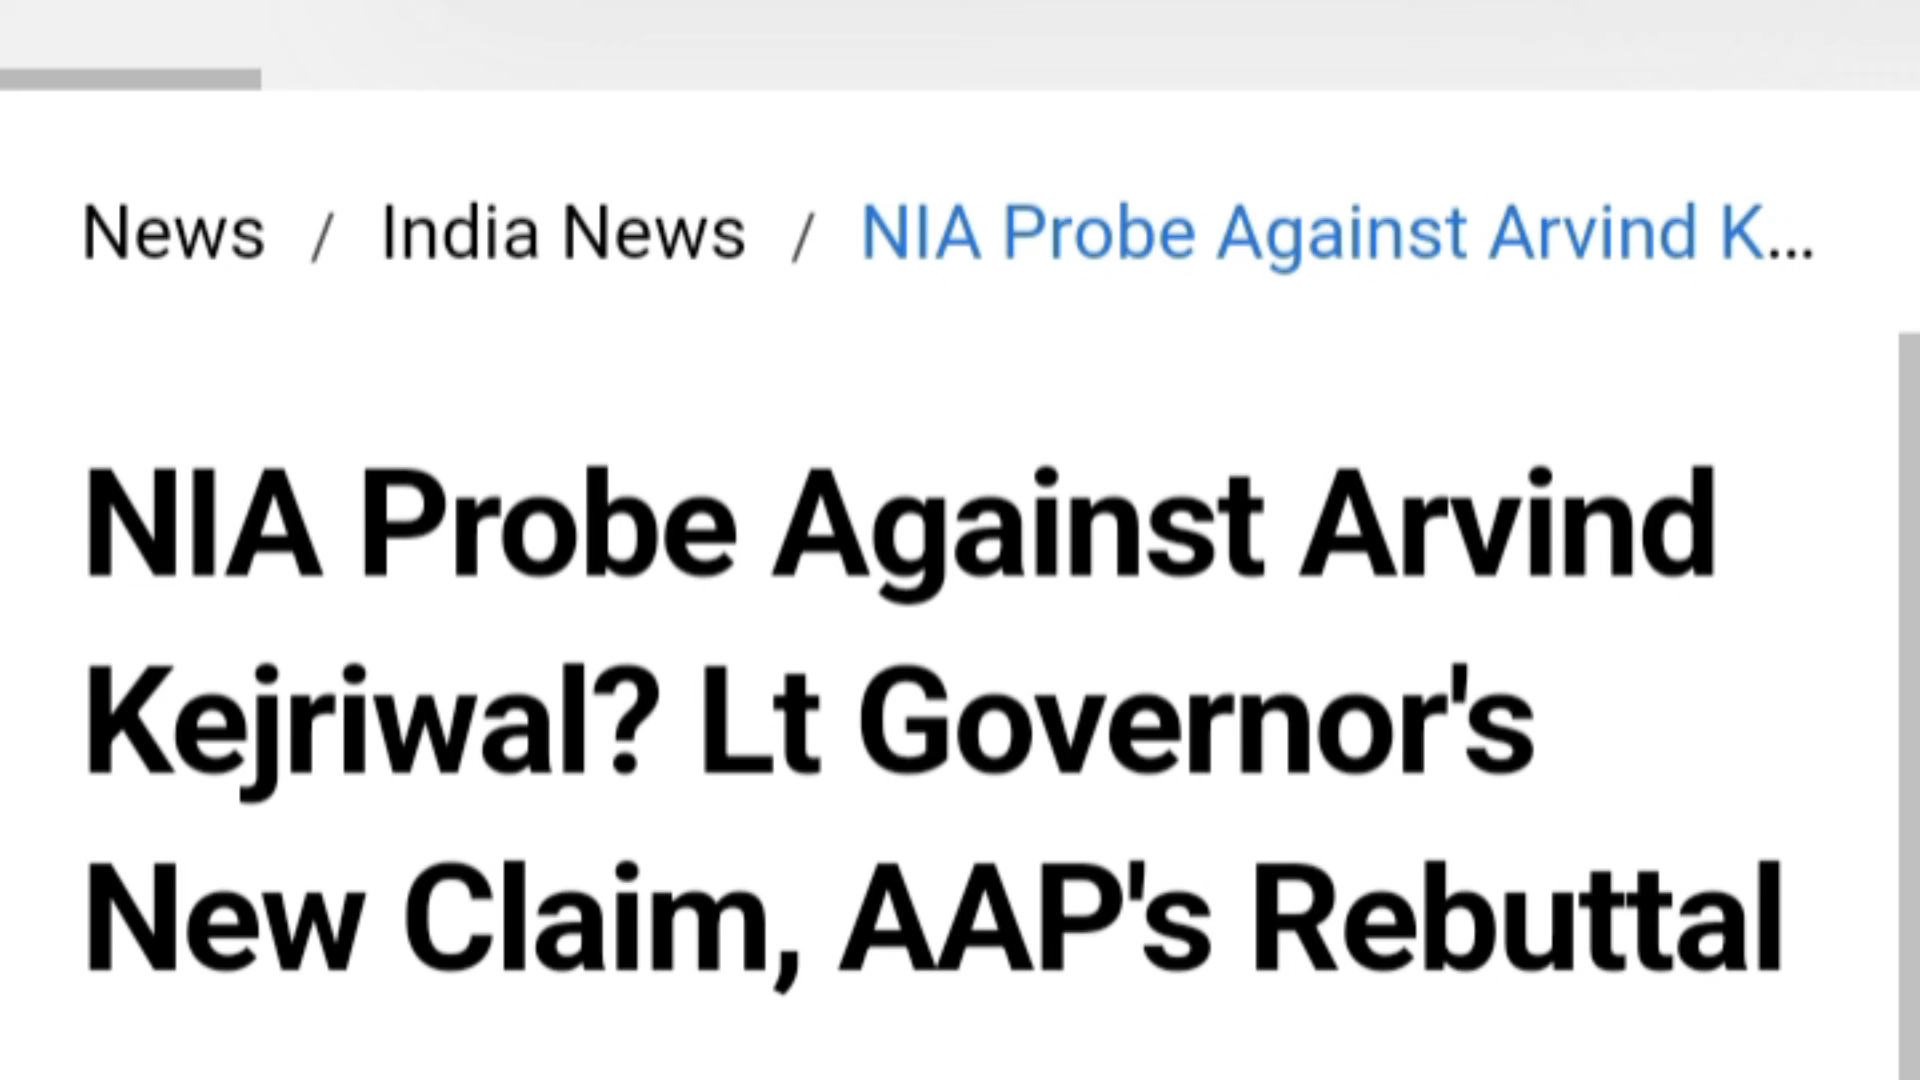 News / India News / NIA Probe Against Arvind K...
NIA Probe Against Arvind
Kejriwal? Lt Governor's
New Claim, AAP's Rebuttal